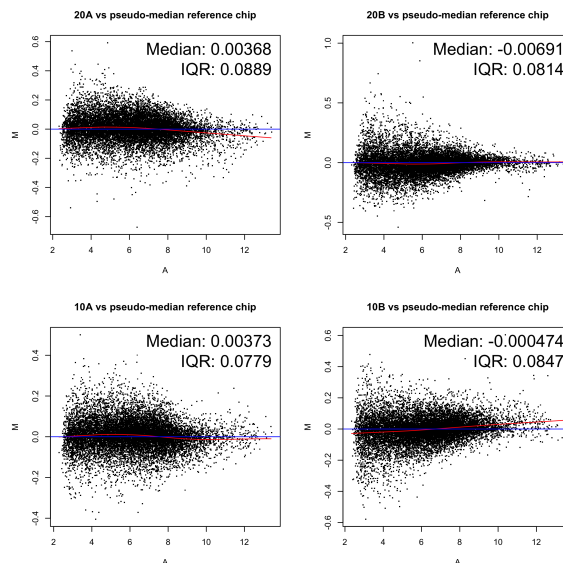 20A vs pseudo-median reference chip
20B vs pseudo-median reference chip
Median: 0.00368
IQR: 0.0889
Median: -0.00691
IQR: 0.0814
M
-0.6 -0.4 -0.2 0.0 0.2 0.4 0.6
2 4 6 8 10 12
A
M
-0.5 0.0 0.5 1.0
2 4 6 8 10 12
A
10A vs pseudo-median reference chip
10B vs pseudo-median reference chip
Median: 0.00373
IQR: 0.0779
Median: -0.000474
IQR: 0.0847
M
-0.4 -0.2 0.0 0.2 0.4
2 4 6 8 10 12
A
M
-0.6 -0.4 -0.2 0.0 0.2 0.4 0.6
2 4 6 8 10 12
A